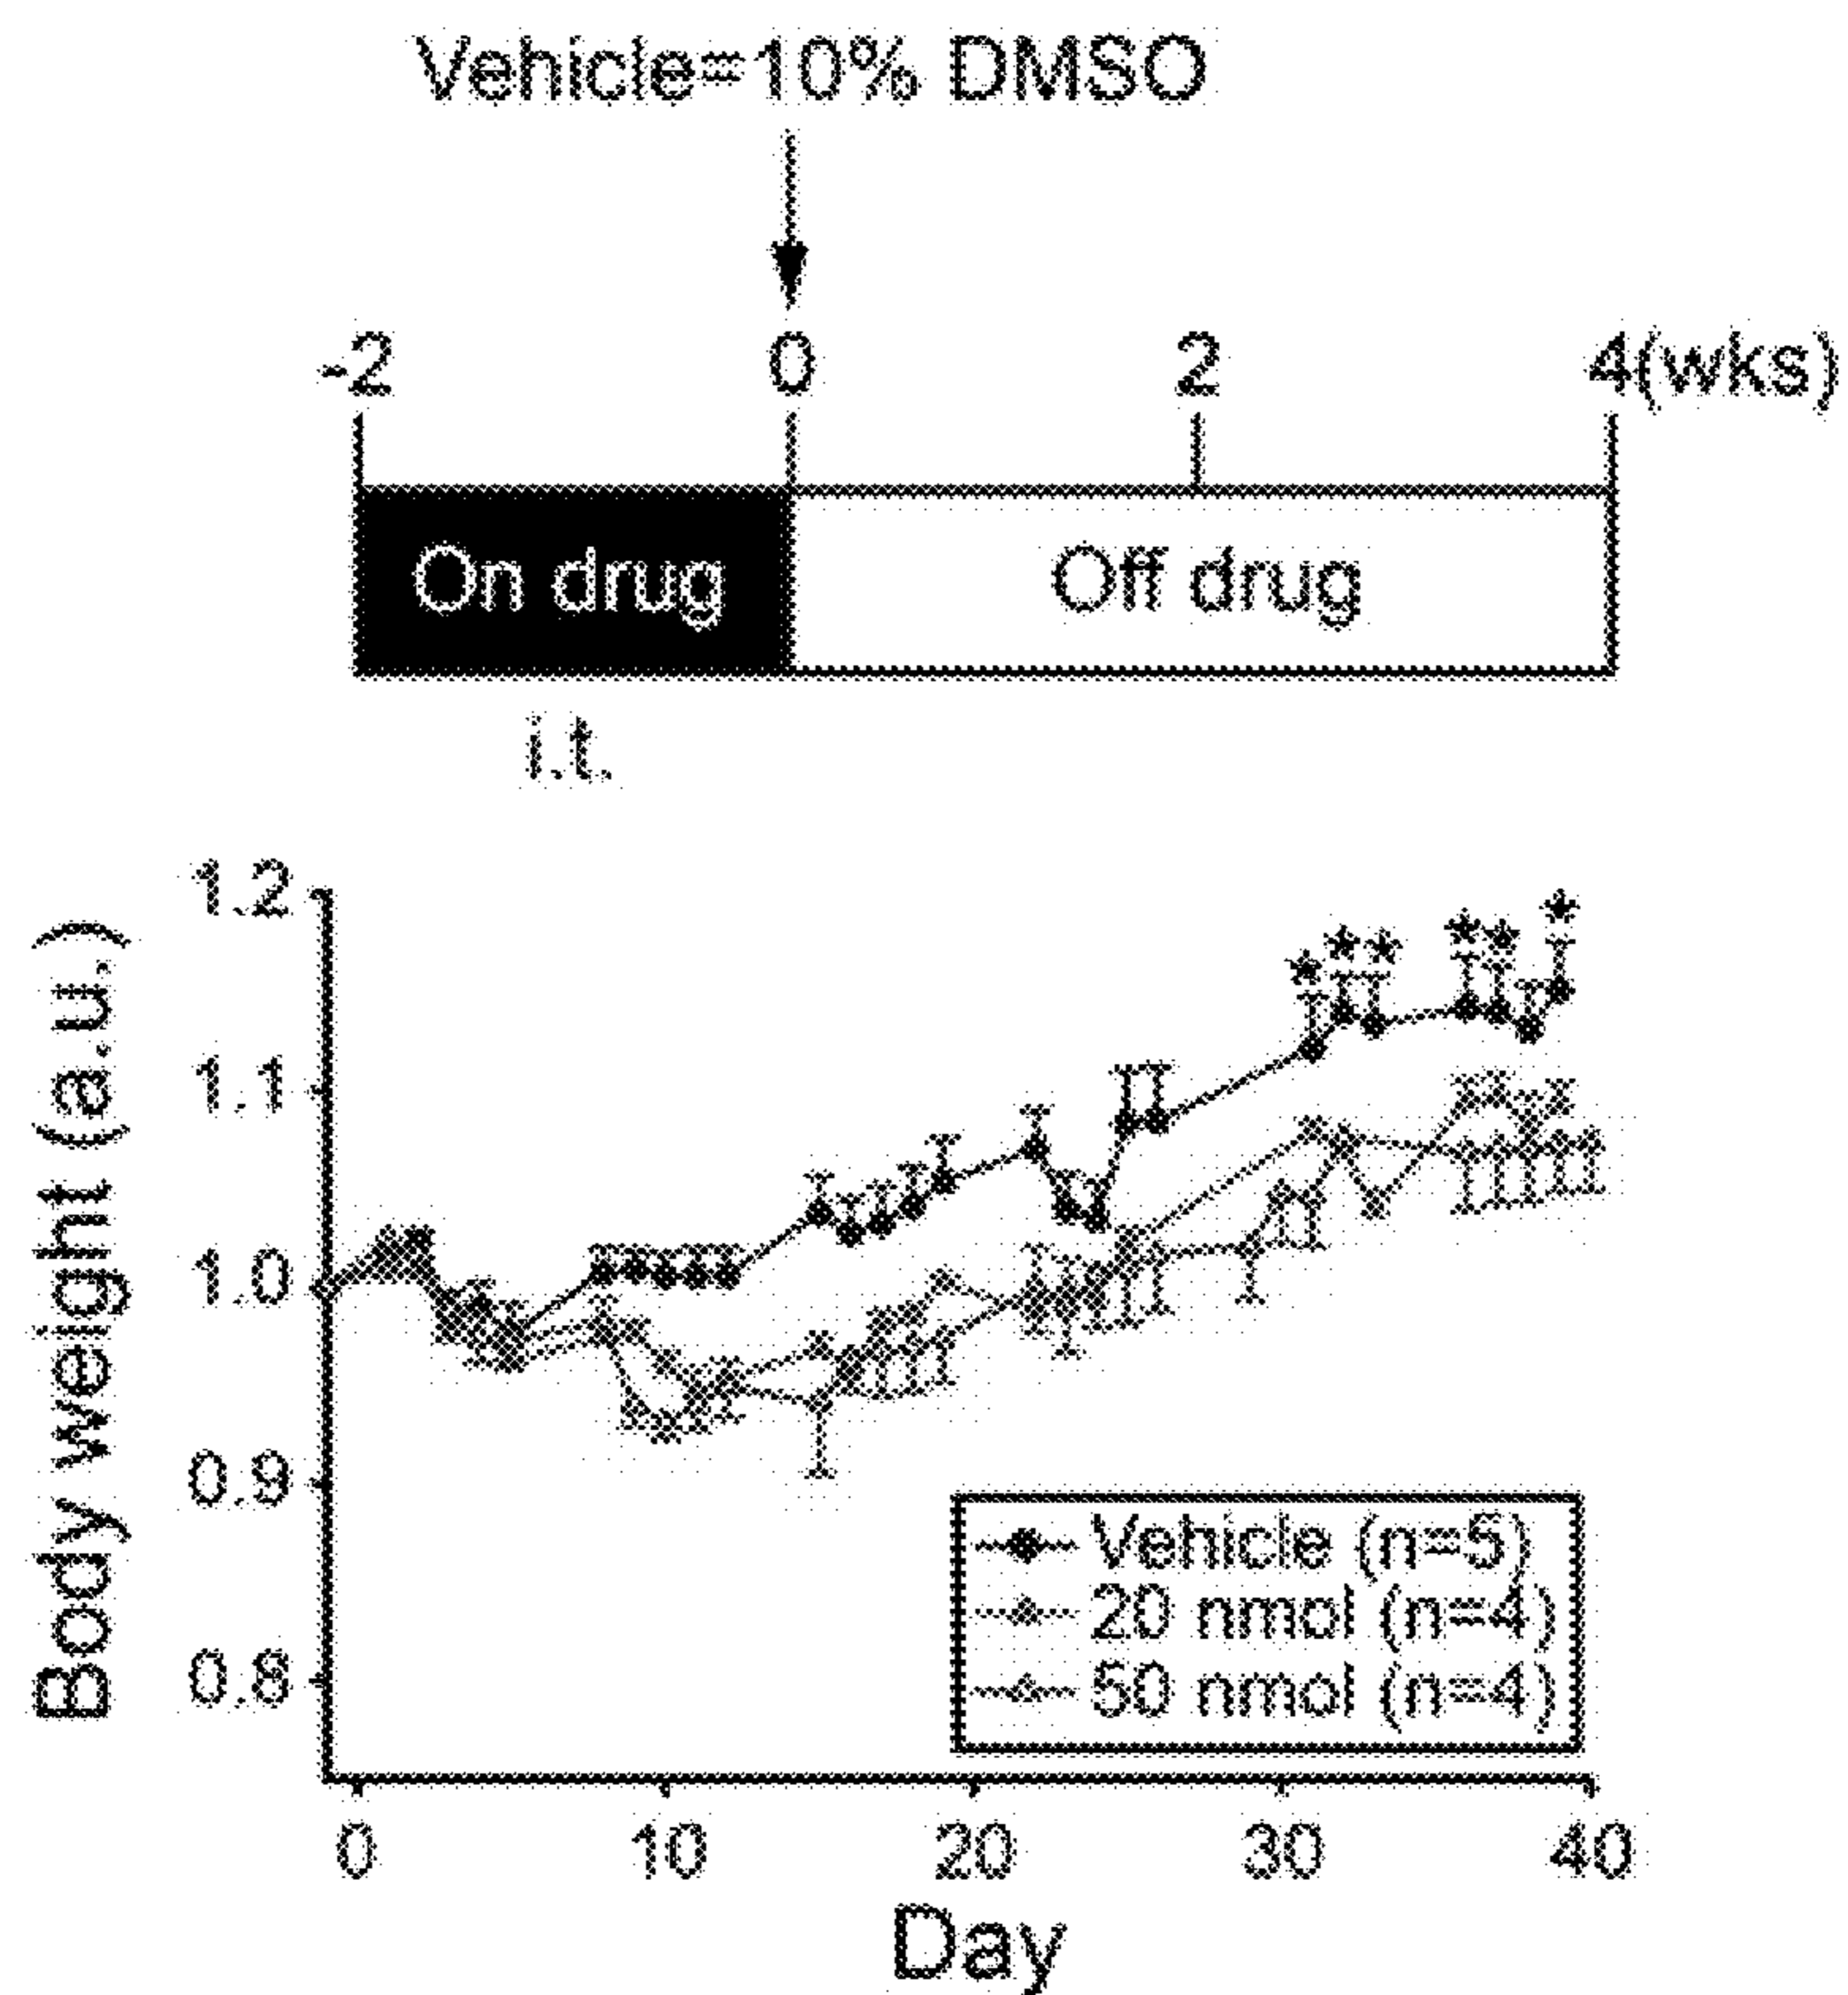 Vehicle=10% DMSO
-2 0 2 4(wks)
On drug Off drug
i.t.
* * * * * *
1.2
1.1
1.0
0.9
0.8
Body weight (a.u.)
Vehicle (n=5)
20 nmol (n=4)
50 nmol (n=4)
0 10 20 30 40
Day